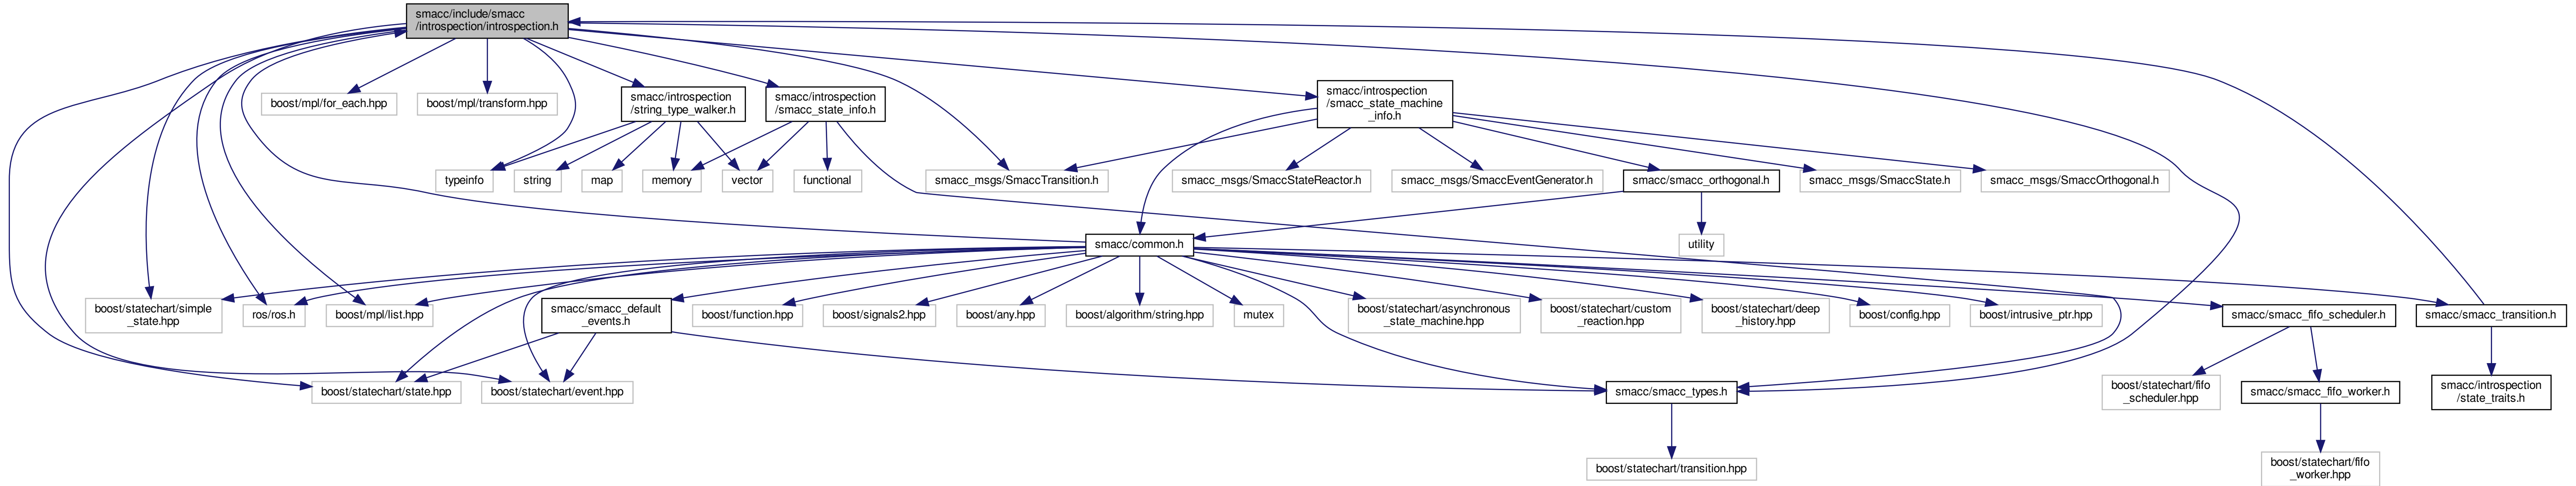 smacc/include/smacc
/introspection/introspection.h
boost/mpl/for_each.hpp
boost/mpl/transform.hpp
smacc/introspection
/string_type_walker.h
smacc/introspection
/smacc_state_info.h
smacc/introspection
/smacc_state_machine
_info.h
typeinfo
string
map
memory
vector
functional
smacc_msgs/SmaccTransition.h
smacc_msgs/SmaccStateReactor.h
smacc_msgs/SmaccEventGenerator.h
smacc/smacc_orthogonal.h
smacc_msgs/SmaccState.h
smacc_msgs/SmaccOrthogonal.h
smacc/common.h
utility
boost/statechart/simple
_state.hpp
ros/ros.h
boost/mpl/list.hpp
smacc/smacc_default
_events.h
boost/function.hpp
boost/signals2.hpp
boost/any.hpp
boost/algorithm/string.hpp
mutex
boost/statechart/asynchronous
_state_machine.hpp
boost/statechart/custom
_reaction.hpp
boost/statechart/deep
_history.hpp
boost/config.hpp
boost/intrusive_ptr.hpp
smacc/smacc_fifo_scheduler.h
smacc/smacc_transition.h
boost/statechart/state.hpp
boost/statechart/event.hpp
smacc/smacc_types.h
boost/statechart/fifo
_scheduler.hpp
smacc/smacc_fifo_worker.h
smacc/introspection
/state_traits.h
boost/statechart/transition.hpp
boost/statechart/fifo
_worker.hpp